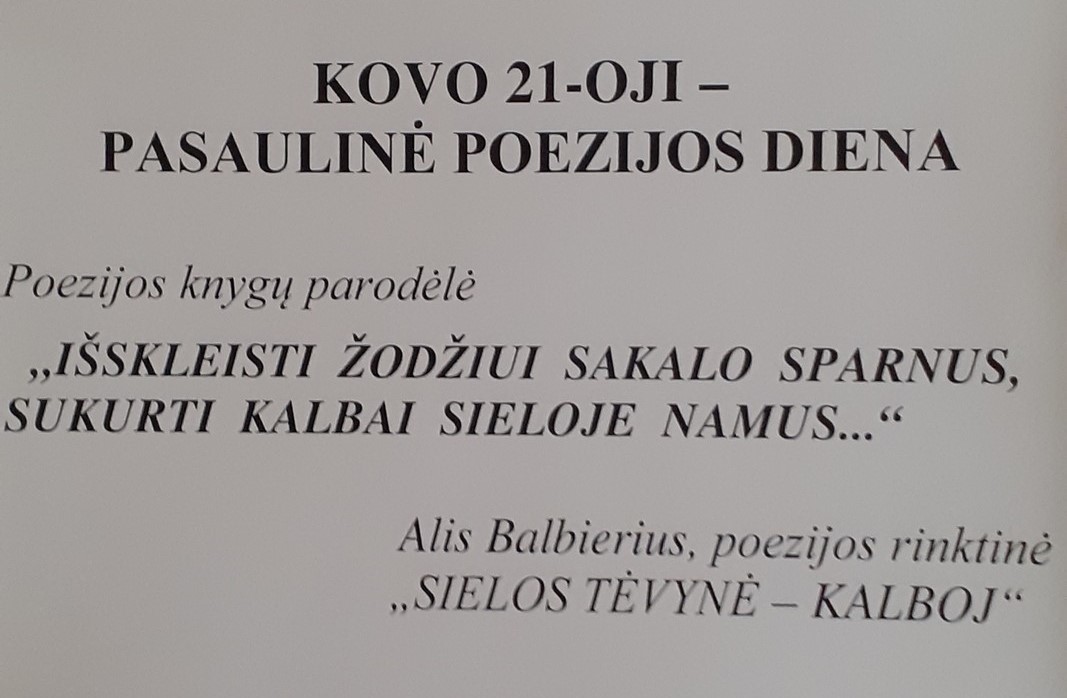 KOVO 21-OJI –
PASAULINĖ POEZIJOS DIENA
Poezijos knygų parodėlė
„IŠSKLEISTI ŽODŽIUI SAKALO SPARNUS,
SUKURTI KALBAI SIELOJE NAMUS...“
Alis Balbierius, poezijos rinktinė
„SIELOS TĖVYNĖ – KALBOJ“